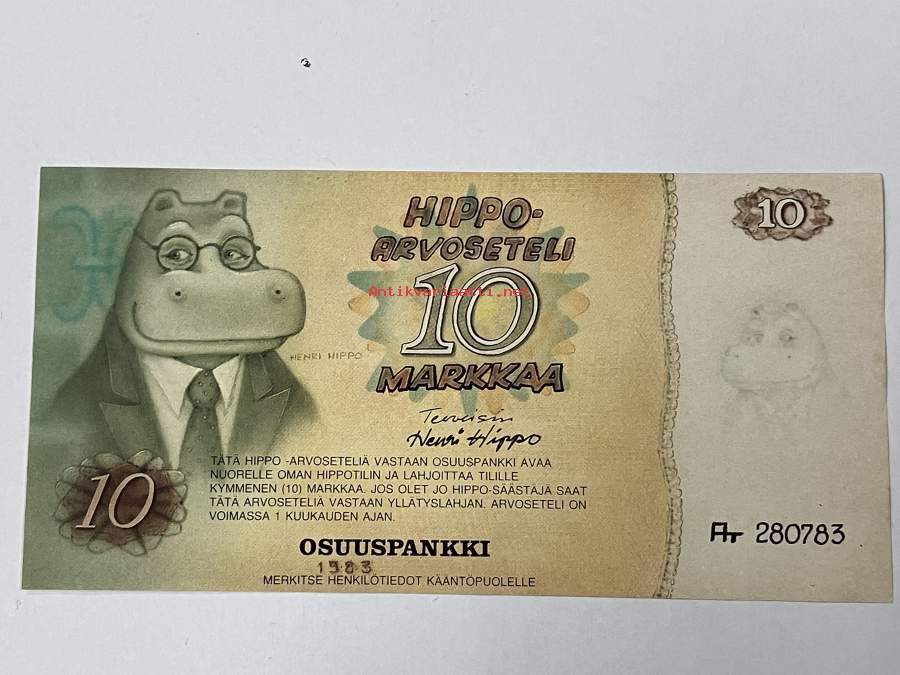 HIPPO-
ARVOSETELI
10
MARKKAA
10
Antikvariaatti.net
HENRI HIPPO
Terveisin
Henri Hippo
TÄTÄ HIPPO -ARVOSETELIÄ VASTAAN OSUUSPANKKI AVAA
NUORELLE OMAN HIPPOTILIN JA LAHJOITTAA TILILLE
KYMMENEN (10) MARKKAA. JOS OLET JO HIPPO-SÄÄSTÄJÄ SAAT
TÄTÄ ARVOSETELIÄ VASTAAN YLLÄTYSLAHJAN. ARVOSETELI ON
VOIMASSA 1 KUUKAUDEN AJAN.
10
OSUUSPANKKI
1983
MERKITSE HENKILÖTIEDOT KÄÄNTÖPUOLELLE
280783